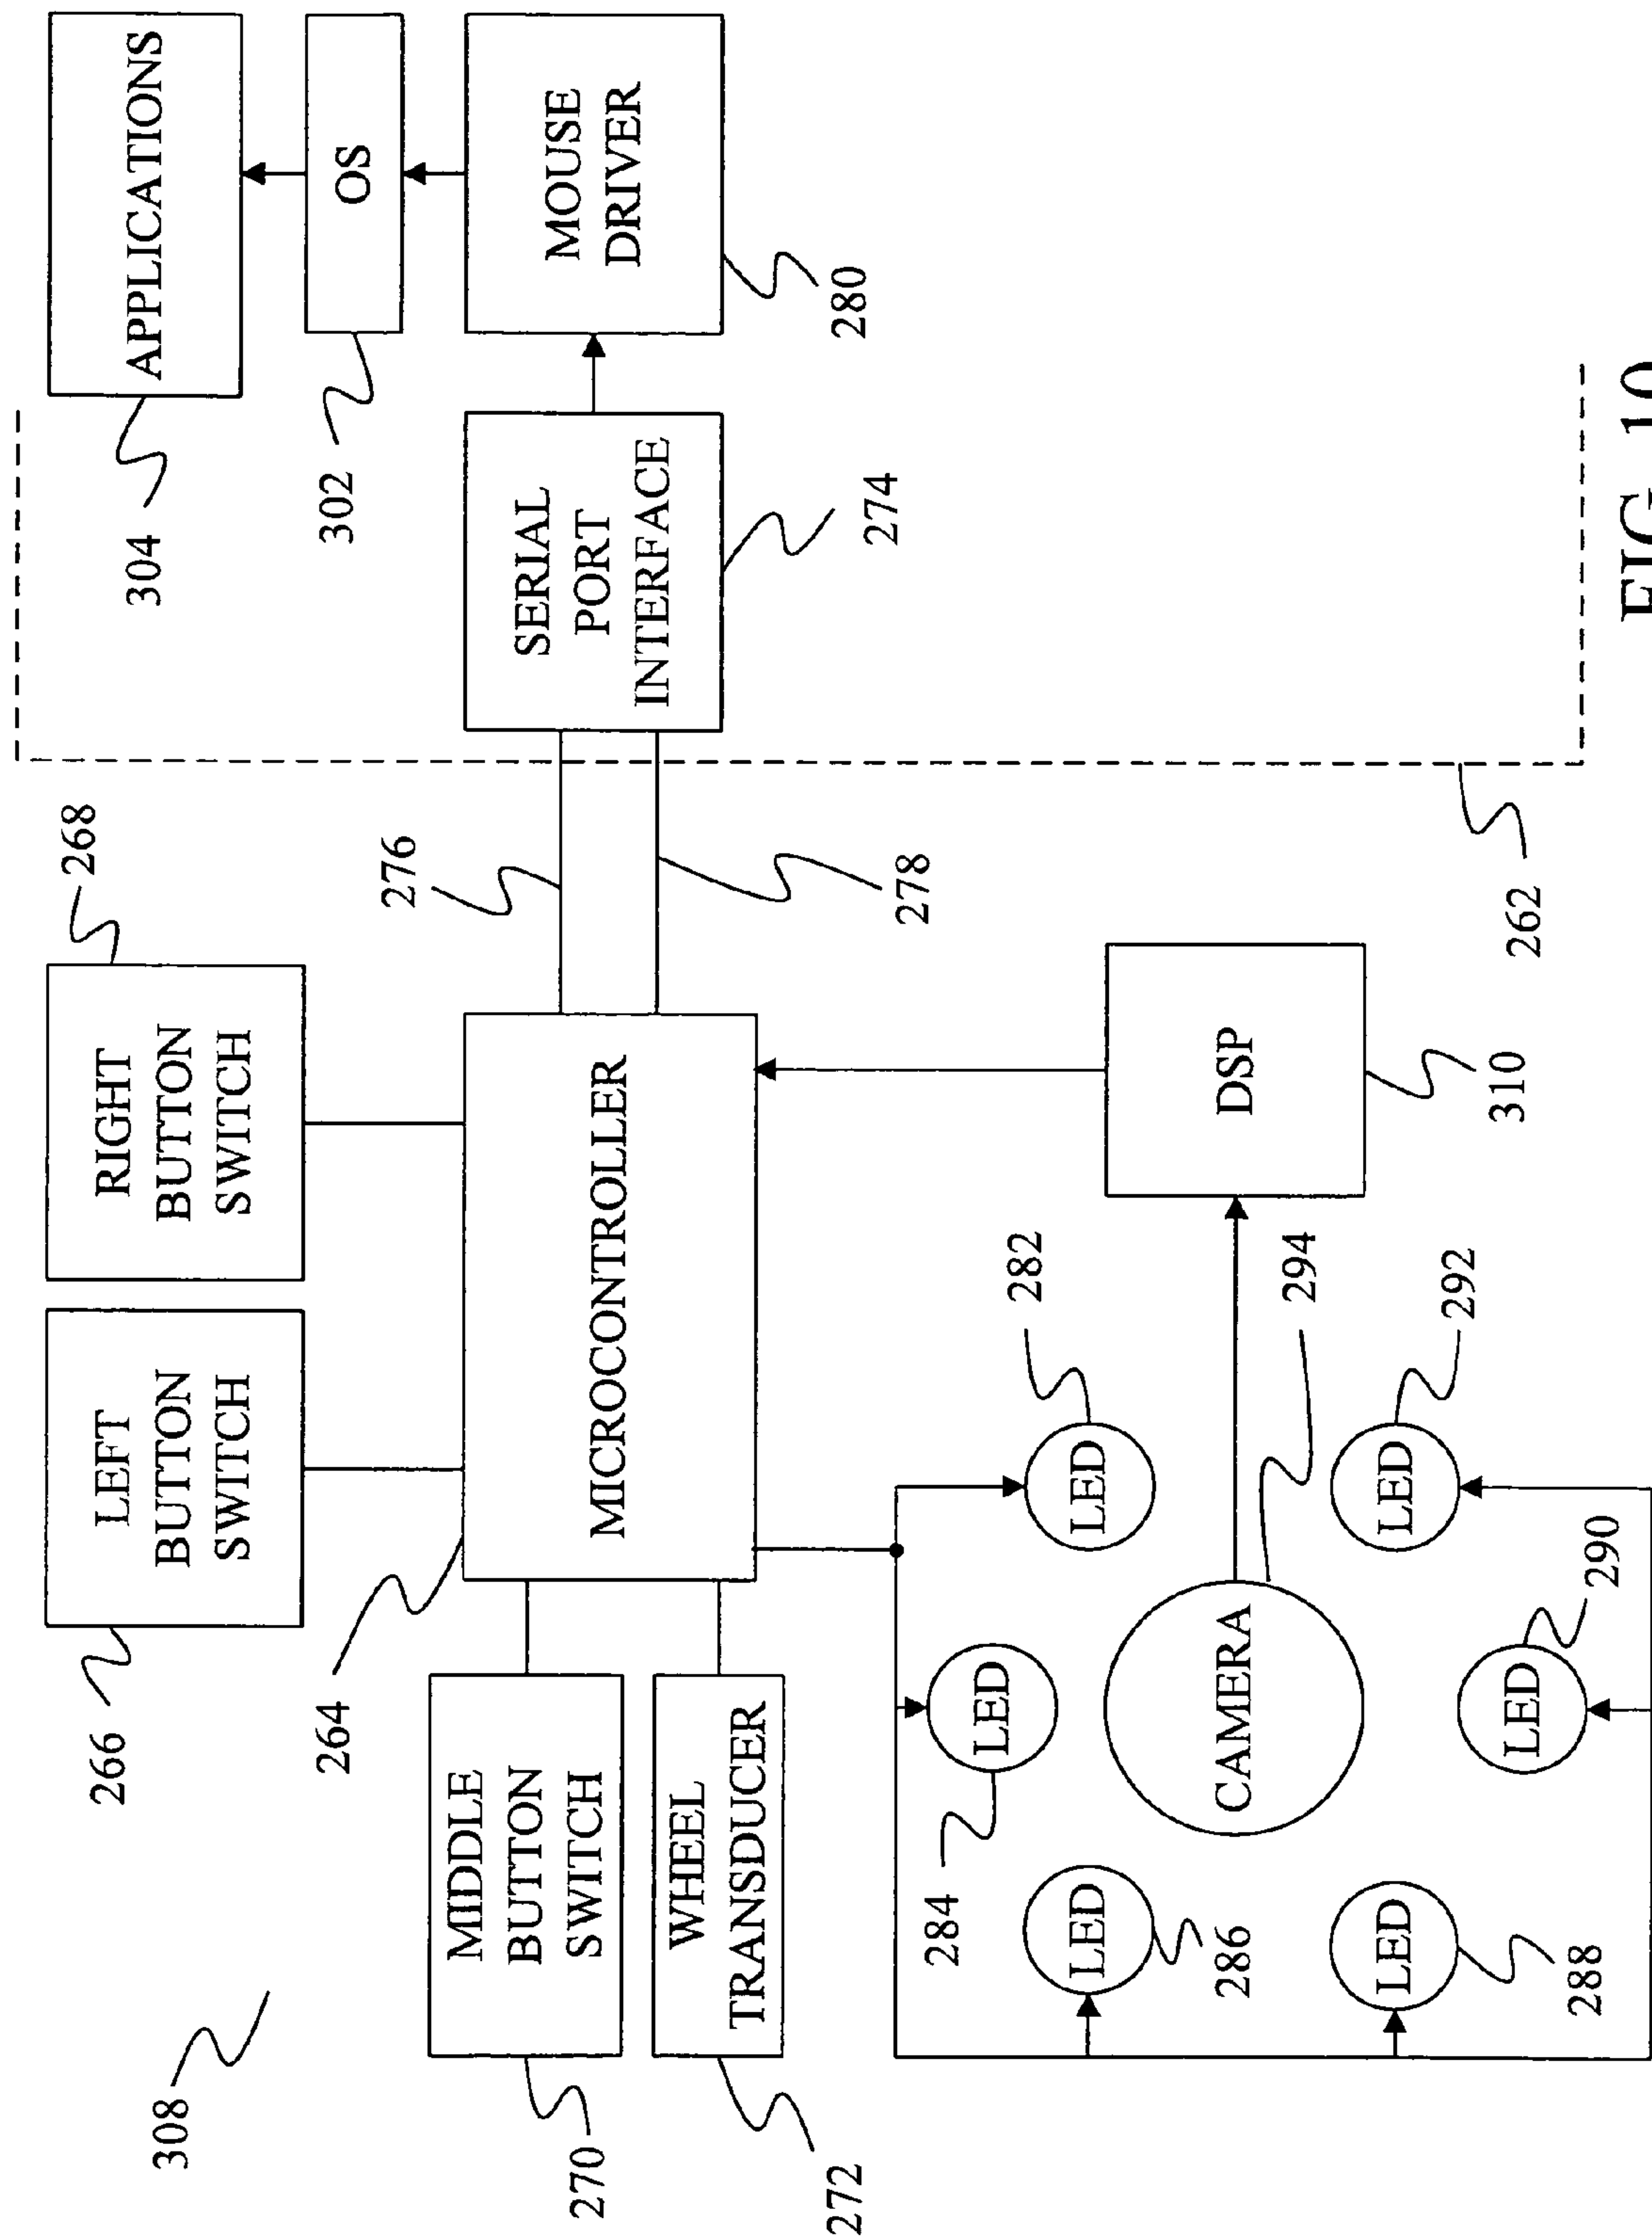 308
266
LEFT
BUTTON
SWITCH
RIGHT
BUTTON
SWITCH
268
304
APPLICATIONS
302
OS
264
276
270
MIDDLE
BUTTON
SWITCH
MICROCONTROLLER
SERIAL
PORT
INTERFACE
MOUSE
DRIVER
272
WHEEL
TRANSDUCER
278
274
280
284
LED
282
LED
286
LED
CAMERA
294
DSP
310
288
LED
LED
290
LED
292
262